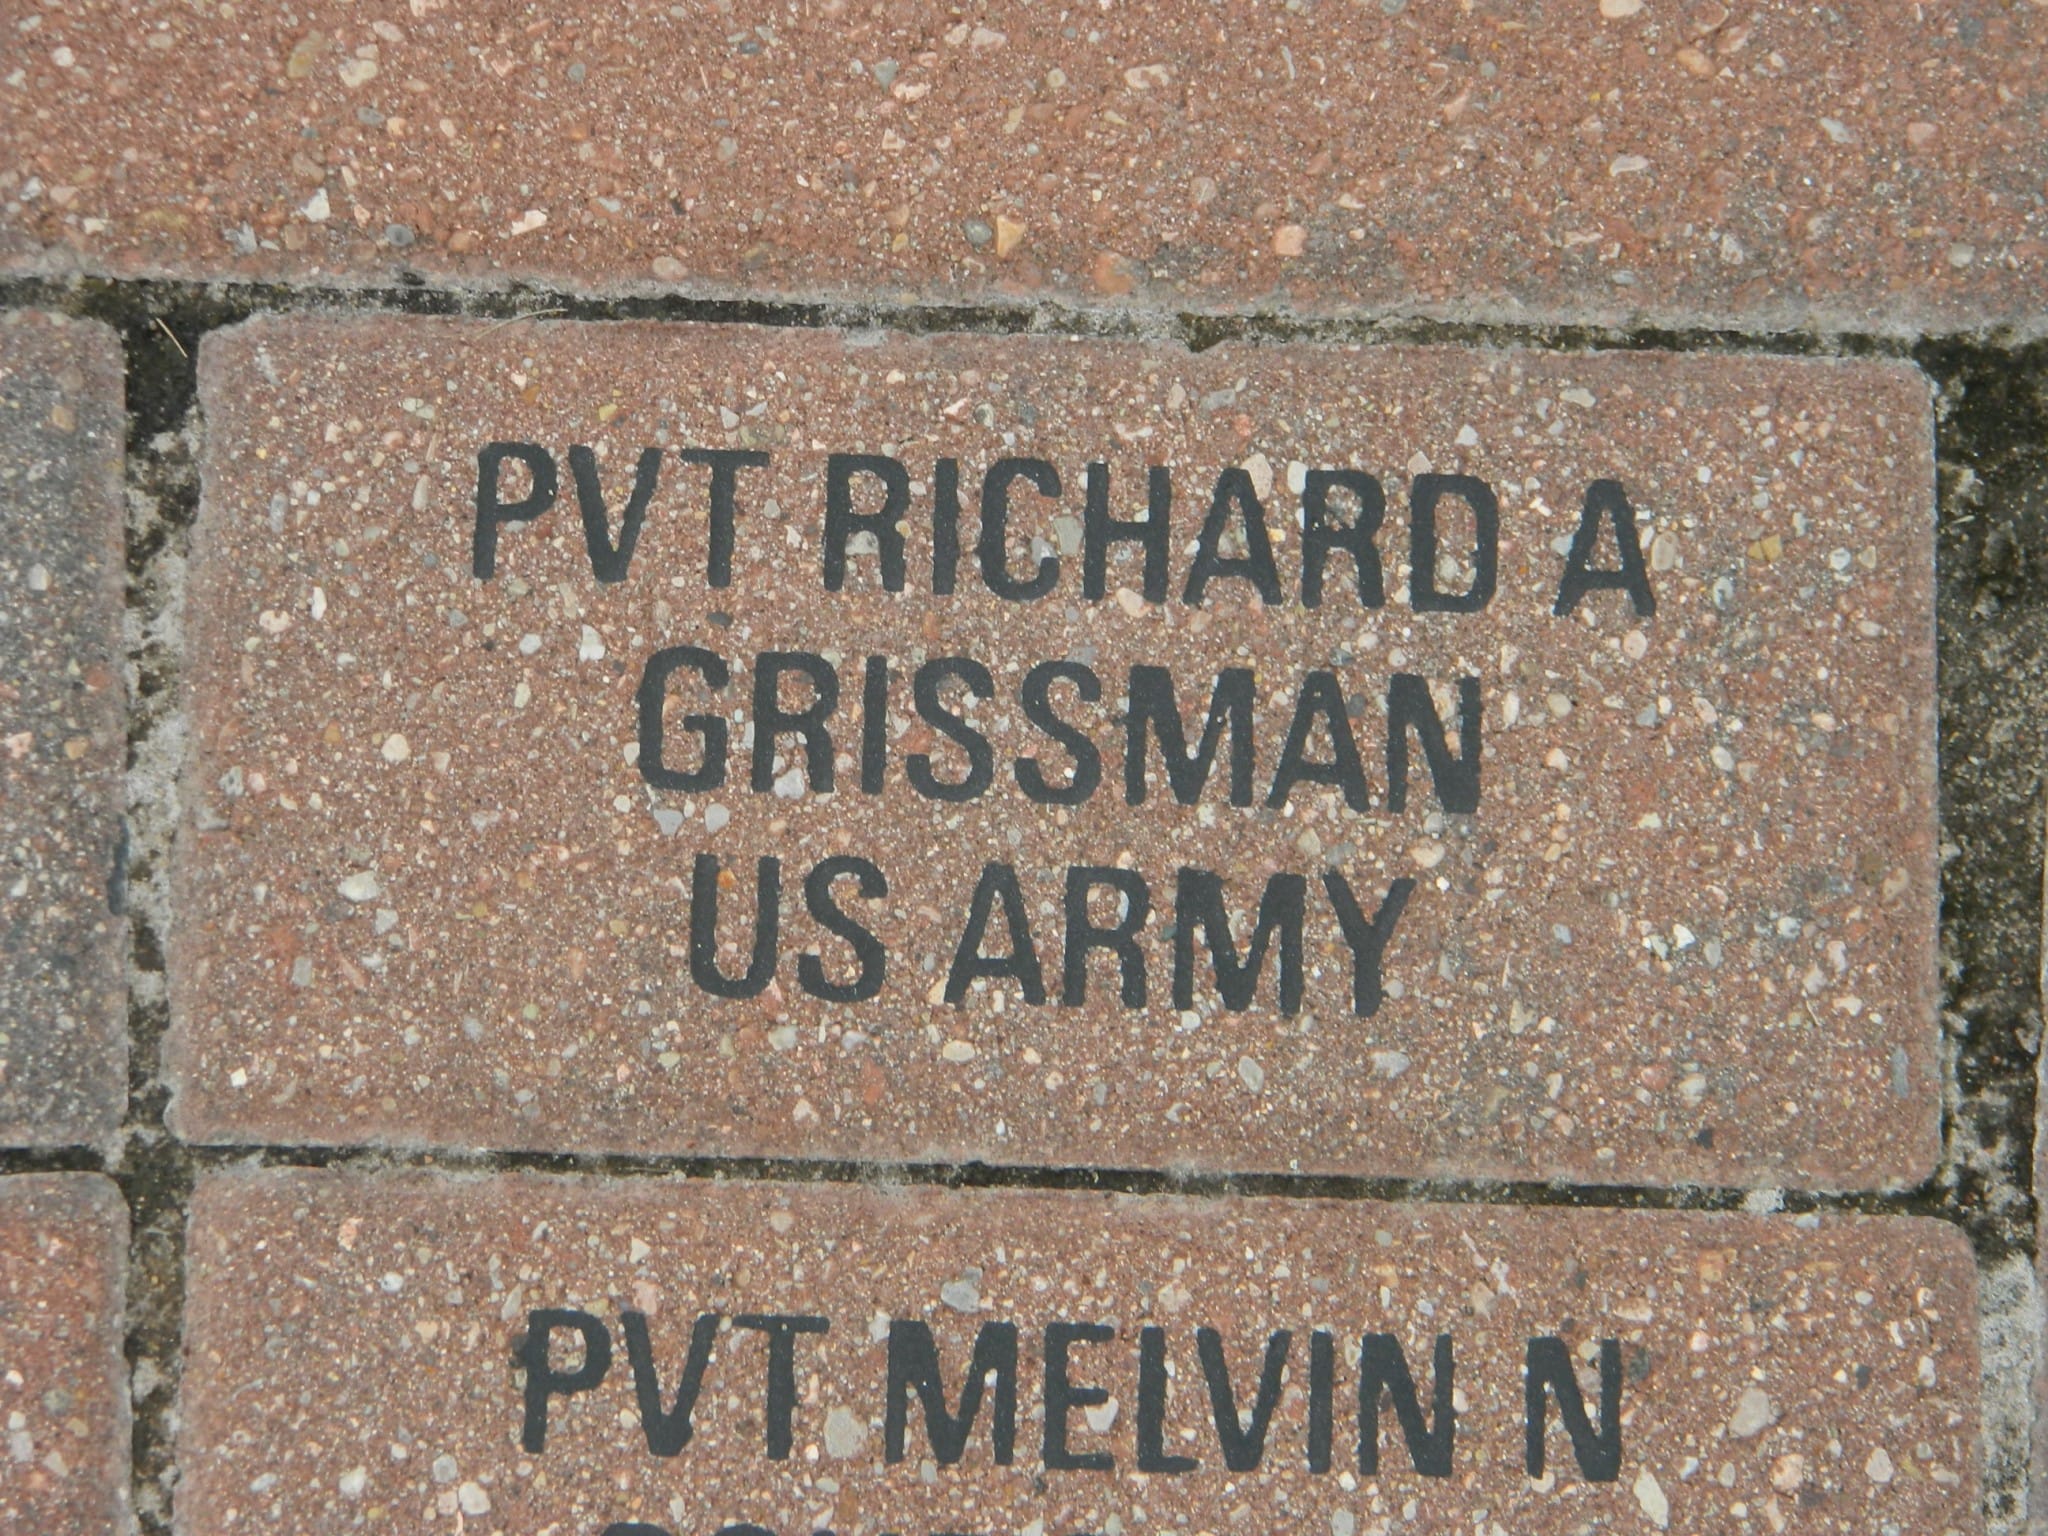 PVT RICHARD A
GRISSMAN
US ARMY
PVT MELVIN N